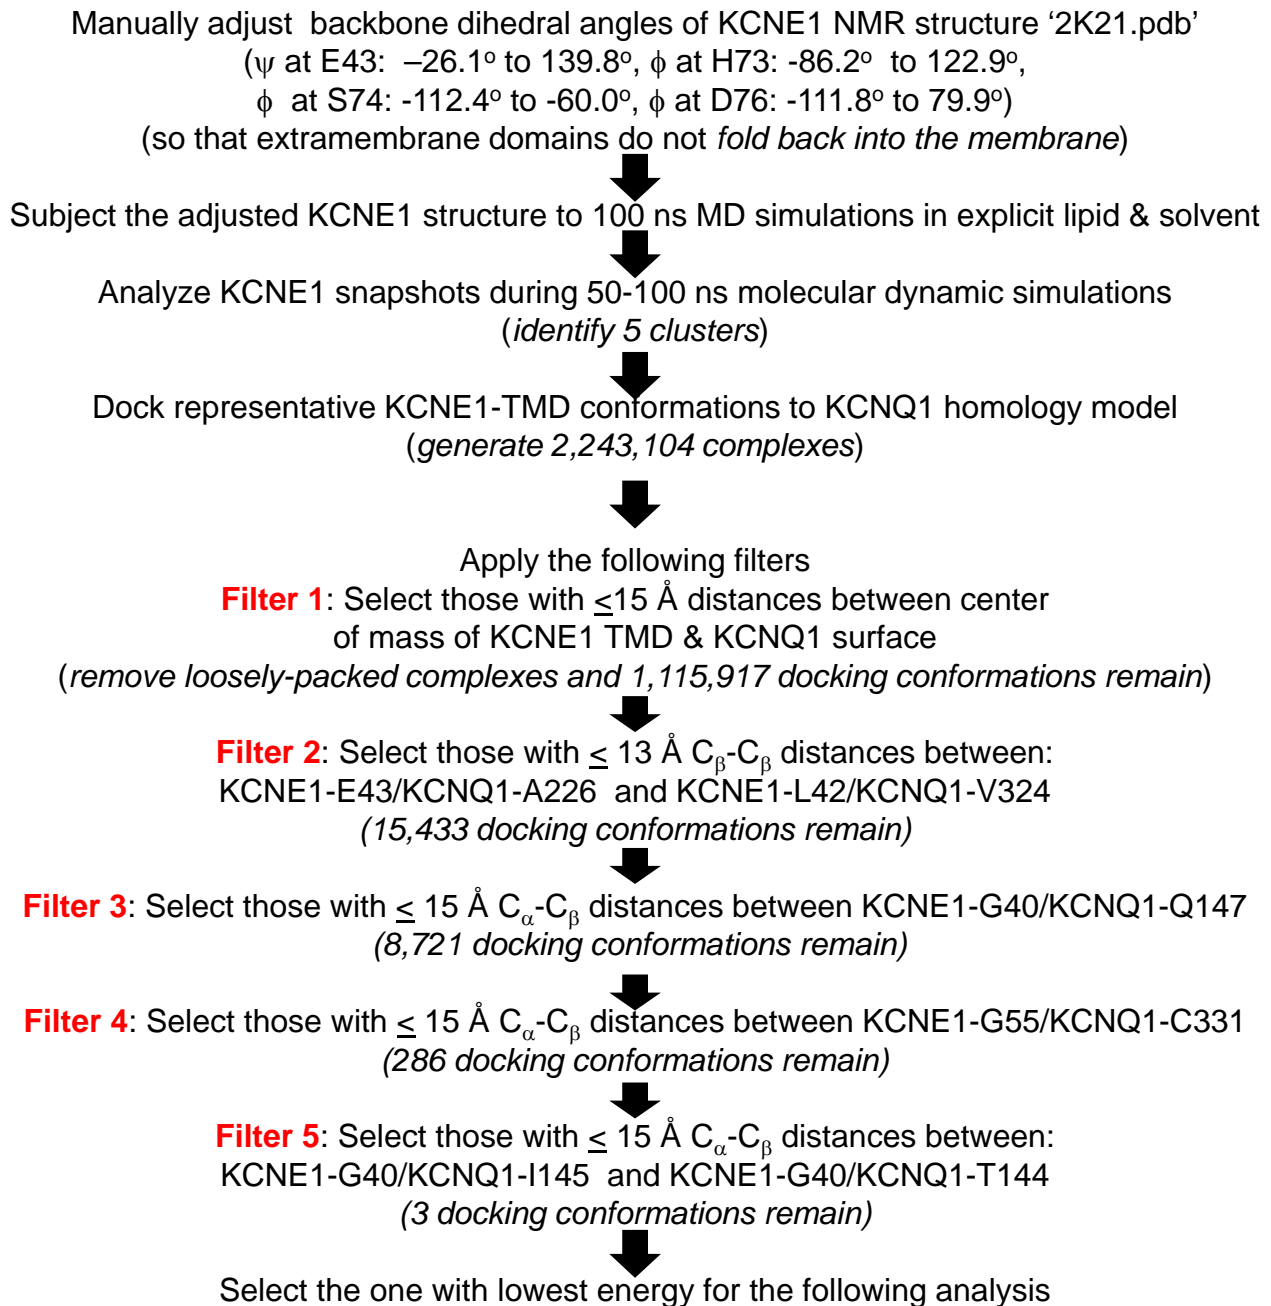 Manually adjust backbone dihedral angles of KCNE1 NMR structure ‘2K21.pdb’
(ψ at E43: –26.1° to 139.8°, ϕ at H73: -86.2° to 122.9°,
ϕ at S74: -112.4° to -60.0°, ϕ at D76: -111.8° to 79.9°)
(so that extramembrane domains do not fold back into the membrane)
Subject the adjusted KCNE1 structure to 100 ns MD simulations in explicit lipid & solvent
Analyze KCNE1 snapshots during 50-100 ns molecular dynamic simulations
(identify 5 clusters)
Dock representative KCNE1-TMD conformations to KCNQ1 homology model
(generate 2,243,104 complexes)
Apply the following filters
Filter 1: Select those with ≤15 Å distances between center
of mass of KCNE1 TMD & KCNQ1 surface
(remove loosely-packed complexes and 1,115,917 docking conformations remain)
Filter 2: Select those with ≤ 13 Å Cβ-Cβ distances between:
KCNE1-E43/KCNQ1-A226 and KCNE1-L42/KCNQ1-V324
(15,433 docking conformations remain)
Filter 3: Select those with ≤ 15 Å Cα-Cβ distances between KCNE1-G40/KCNQ1-Q147
(8,721 docking conformations remain)
Filter 4: Select those with ≤ 15 Å Cα-Cβ distances between KCNE1-G55/KCNQ1-C331
(286 docking conformations remain)
Filter 5: Select those with ≤ 15 Å Cα-Cβ distances between:
KCNE1-G40/KCNQ1-I145 and KCNE1-G40/KCNQ1-T144
(3 docking conformations remain)
Select the one with lowest energy for the following analysis